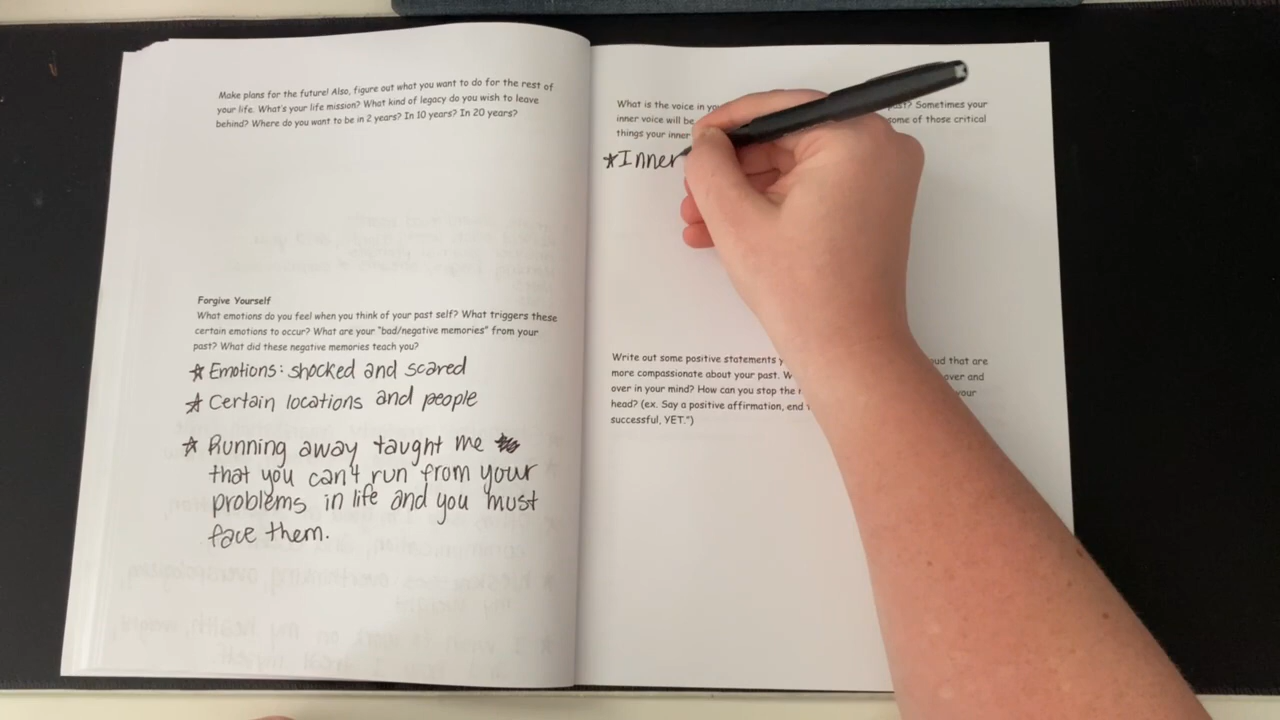 Make plans for the future! Also, figure out what you want to do for the rest of
your life. What's your life mission? What kind of legacy do you wish to leave
behind? Where do you want to be in 2 years? In 10 years? In 20 years?
Forgive Yourself
What emotions do you feel when you think of your past self? What triggers these
certain emotions to occur? What are your "bad/negative memories" from your
past? What did these negative memories teach you?
Emotions: shocked and scared
Certain locations and people
Running away taught me
that you can't run from your
problems in life and you must
face them.
What is the voice in past? Sometimes your
inner voice will be some of those critical
things your inner
Inner
Write out some positive statements that are
more compassionate about your past. over and
over in your mind? How can you stop the your
head? (ex. Say a positive affirmation, end
successful, YET.")